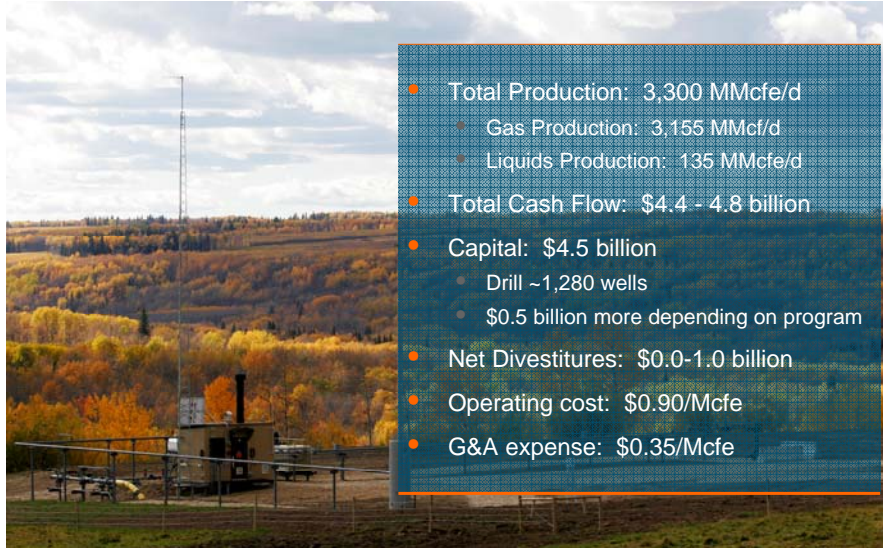 Total Production: 3,300 MMcfe/d
Gas Production: 3,155 MMcf/d
Liquids Production: 135 MMcfe/d
Total Cash Flow: $4.4 - 4.8 billion
Capital: $4.5 billion
Drill ~1,280 wells
$0.5 billion more depending on program
Net Divestitures: $0.0-1.0 billion
Operating cost: $0.90/Mcfe
G&A expense: $0.35/Mcfe